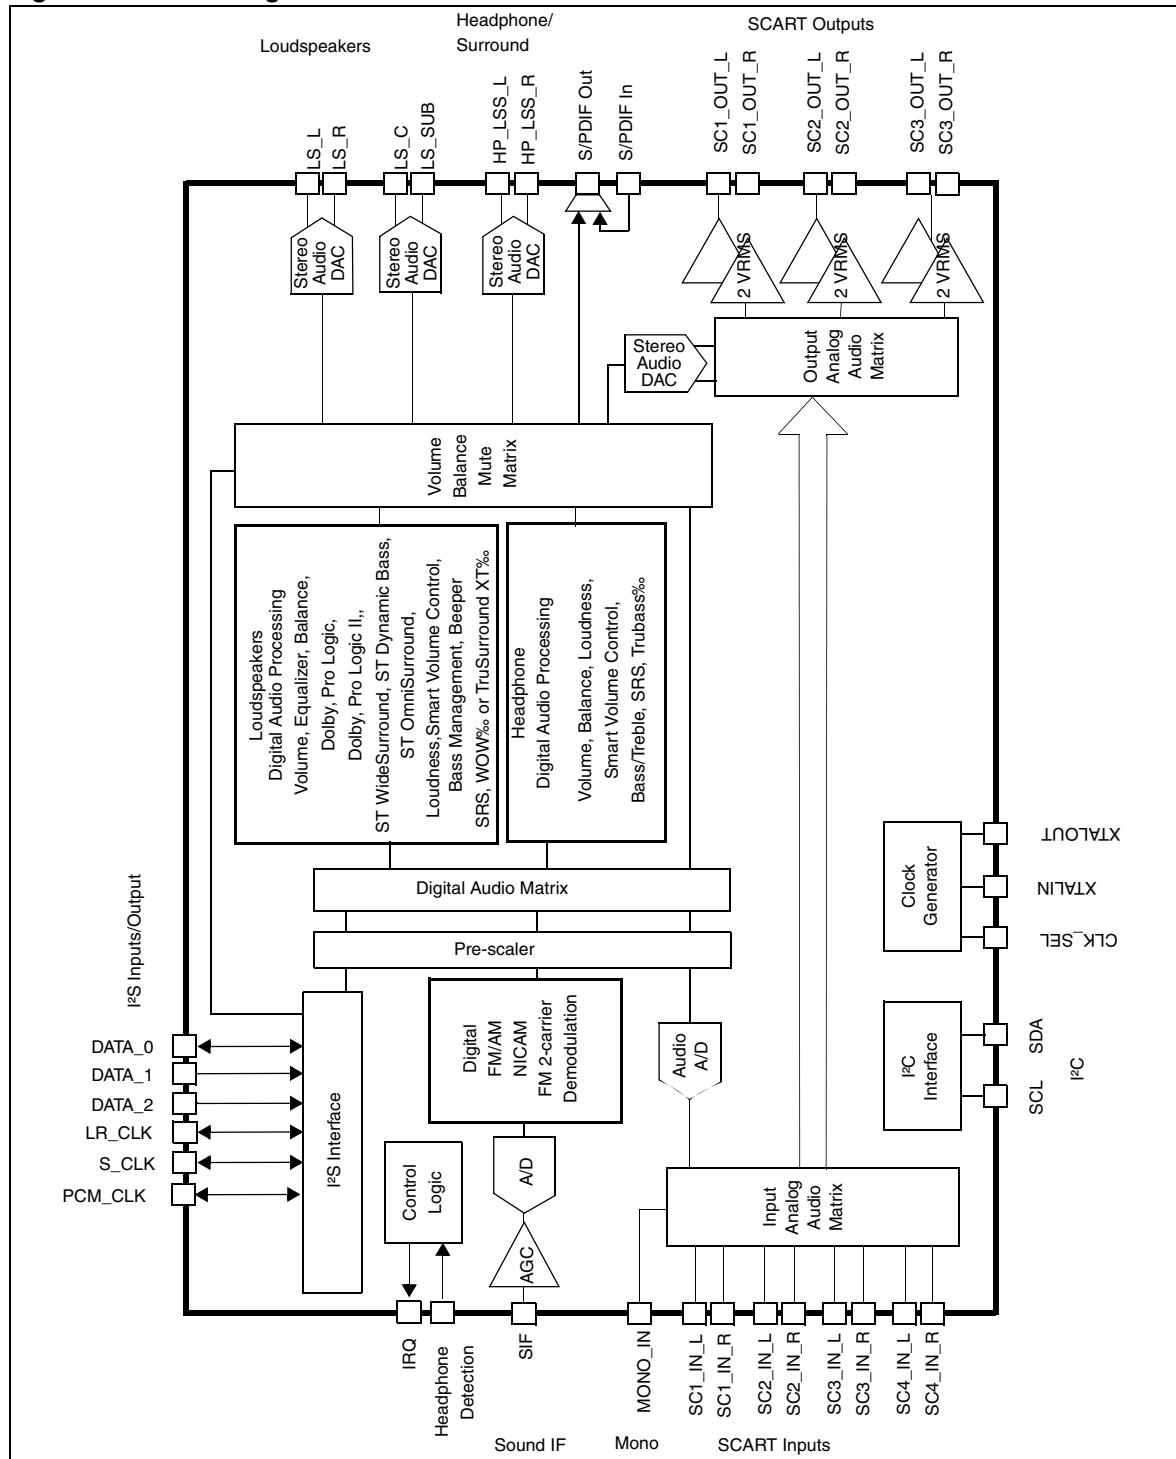 Headphone/
Surround
SCART Outputs
Loudspeakers
LS_L
LS_R
LS_C
LS_SUB
HP_LSS_L
HP_LSS_R
S/PDIF Out
S/PDIF In
SC1_OUT_L
SC1_OUT_R
SC2_OUT_L
SC2_OUT_R
SC3_OUT_L
SC3_OUT_R
Stereo
Audio
DAC
Stereo
Audio
DAC
Stereo
Audio
DAC
2 VRMS
2 VRMS
2 VRMS
Stereo
Audio
DAC
Output
Analog
Audio
Matrix
Volume
Balance
Mute
Matrix
Loudspeakers
Digital Audio Processing
Volume, Equalizer, Balance,
Dolby, Pro Logic,
Dolby, Pro Logic II,,
ST WideSurround, ST Dynamic Bass,
ST OmniSurround,
Loudness,Smart Volume Control,
Bass Management, Beeper
SRS, WOW‰ or TruSurround XT‰
Headphone
Digital Audio Processing
Volume, Balance, Loudness,
Smart Volume Control,
Bass/Treble, SRS, Trubass‰
Digital Audio Matrix
Pre-scaler
Clock
Generator
XTALOUT
XTALIN
CLK_SEL
I²S Inputs/Output
DATA_0
DATA_1
DATA_2
LR_CLK
S_CLK
PCM_CLK
I²S Interface
Digital
FM/AM
NICAM
FM 2-carrier
Demodulation
Audio
A/D
I²C
Interface
SDA
SCL
I²C
Control
Logic
A/D
AGC
Input
Analog
Audio
Matrix
IRQ
Headphone
Detection
SIF
MONO_IN
SC1_IN_L
SC1_IN_R
SC2_IN_L
SC2_IN_R
SC3_IN_L
SC3_IN_R
SC4_IN_L
SC4_IN_R
Sound IF
Mono
SCART Inputs